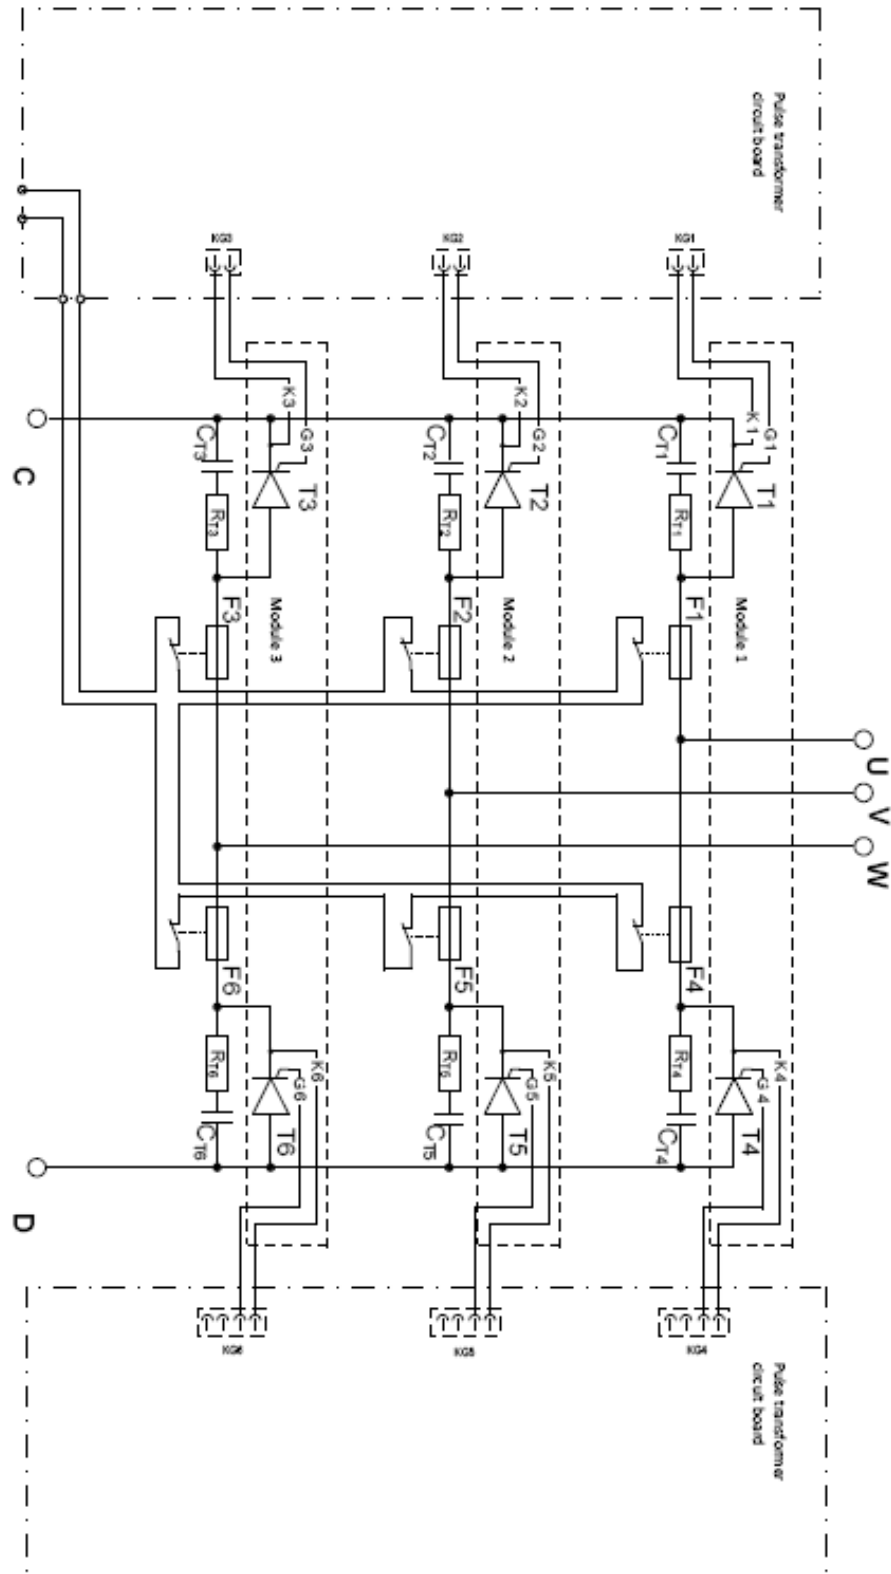 Pulse transformer
circuit board
KG3
KG2
KG1
K3
G3
K2
G2
K1
G1
C
CT3
T3
CT2
T2
CT1
T1
RT3
RT2
RT1
F3
Module 3
F2
Module 2
F1
Module 1
U
V
W
F6
F5
F4
RT6
K6
G6
RT5
K5
G5
RT4
K4
G4
CT6
T6
CT5
T5
CT4
T4
D
KG6
KG5
KG4
Pulse transformer
circuit board